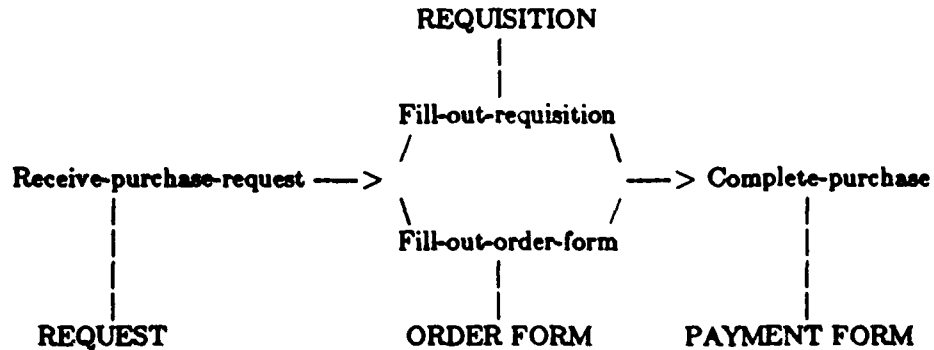 REQUISITION
Fill-out-requisition
Receive-purchase-request —–> —–> Complete-purchase
Fill-out-order-form
REQUEST ORDER FORM PAYMENT FORM